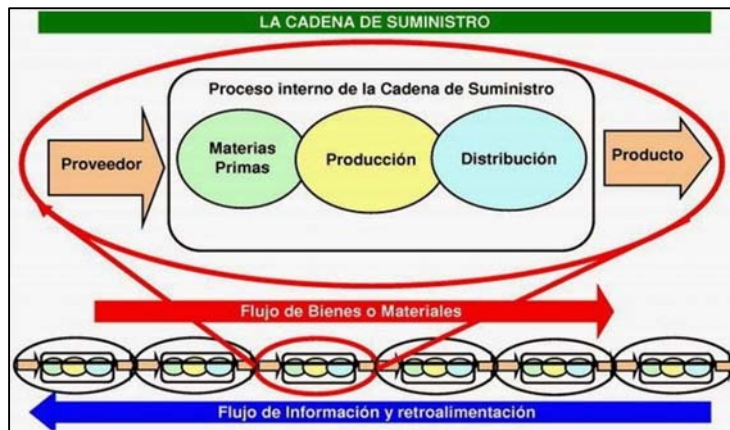 LA CADENA DE SUMINISTRO
Proceso interno de la Cadena de Suministro
Proveedor
Materias
Primas
Producción
Distribución
Producto
Flujo de Bienes o Materiales
Flujo de Información y retroalimentación